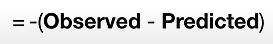 = -(Observed - Predicted)